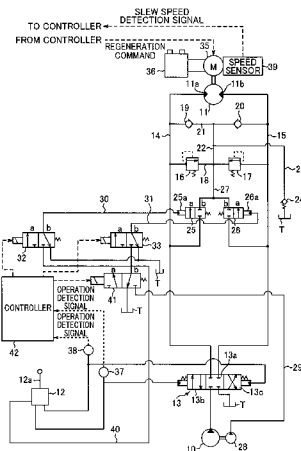 SLEW SPEED
DETECTION SIGNAL
TO CONTROLLER
FROM CONTROLLER
REGENERATION
COMMAND
35
M
SPEED
SENSOR
39
36
11a
11b
11
19
20
14
21
15
22
16
18
17
24
T
27
30
31
25a
26a
a
b
a
b
a
b
b
a
25
26
32
33
a
b
41
T
CONTROLLER
42
OPERATION
DETECTION
SIGNAL
OPERATION
DETECTION
SIGNAL
38
37
12a
12
13a
13
13b
13c
T
29
40
10
28